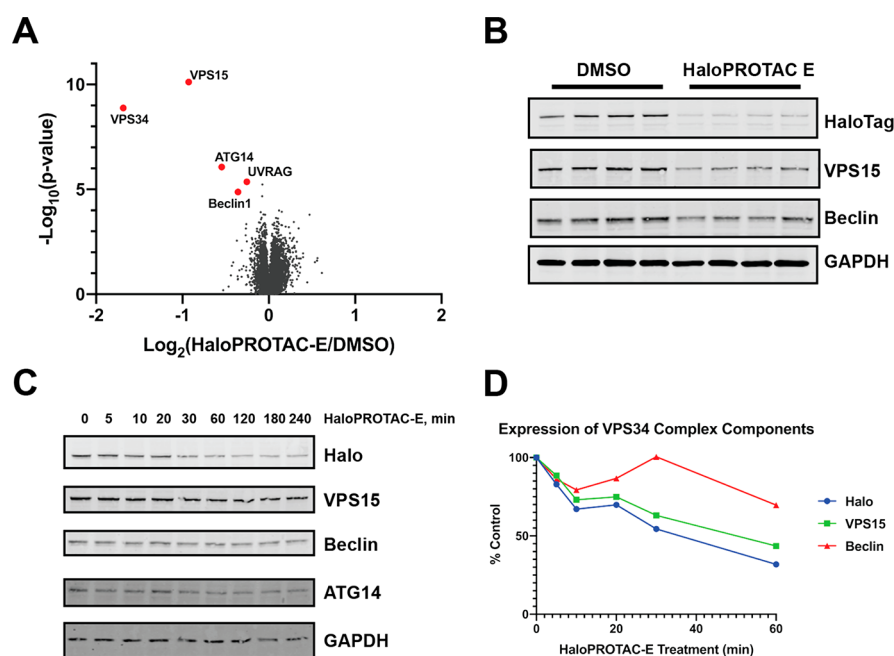 A
VPS15
VPS34
ATG14
UVRAG
Beclin1
10
5
0
-2
-1
0
1
2
-Log10(p-value)
Log2(HaloPROTAC-E/DMSO)
B
DMSO HaloPROTAC E
HaloTag
VPS15
Beclin
GAPDH
C
0 5 10 20 30 60 120 180 240 HaloPROTAC-E, min
Halo
VPS15
Beclin
ATG14
GAPDH
D
Expression of VPS34 Complex Components
100
50
0
% Control
0 20 40 60
HaloPROTAC-E Treatment (min)
Halo
VPS15
Beclin